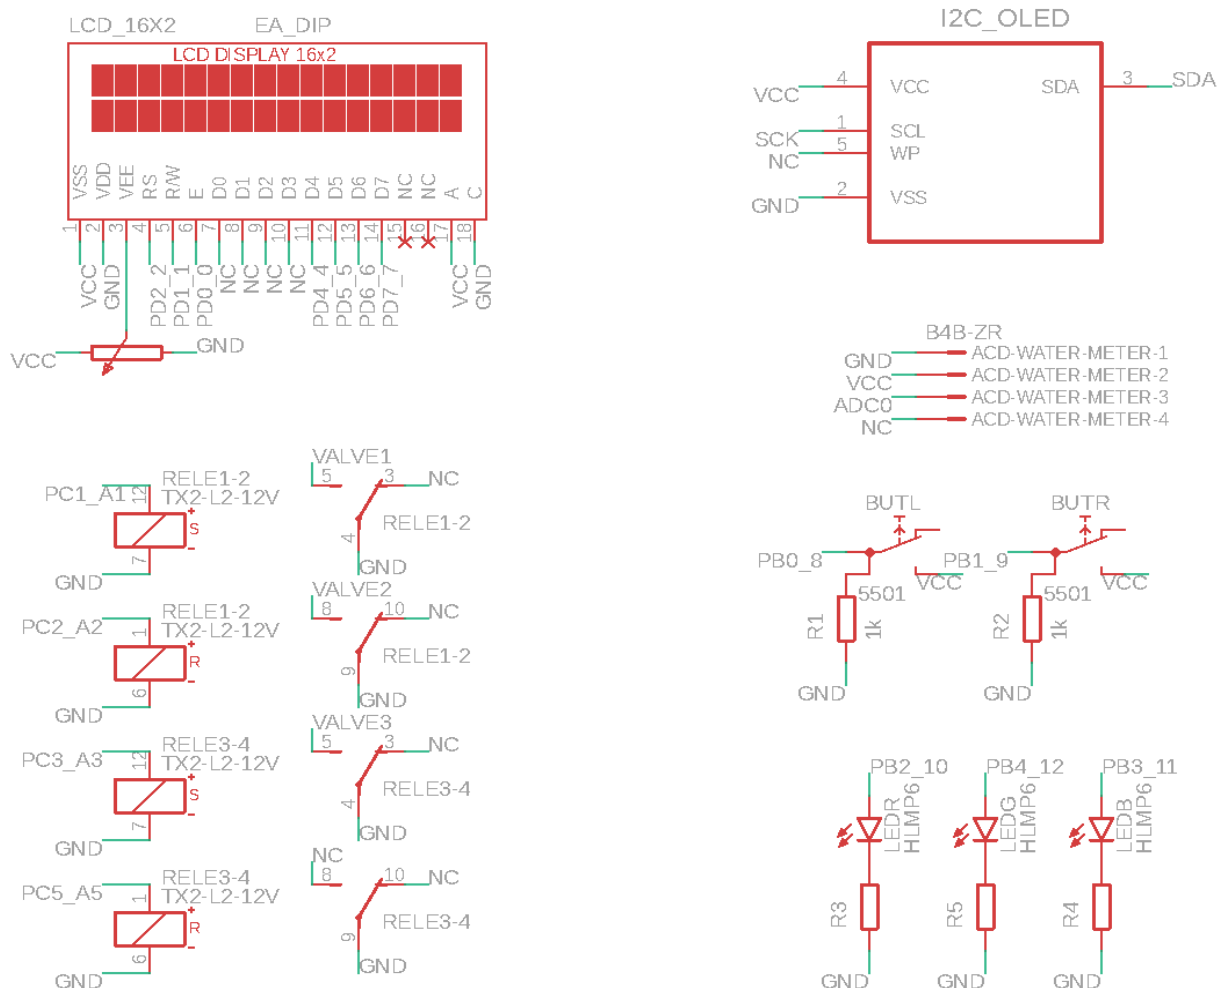 LCD_16X2 EA_DIP
LCD DISPLAY 16x2
VSS VDD VEE RS R/W E D0 D1 D2 D3 D4 D5 D6 D7 NC NC A C
1 2 3 4 5 6 7 8 9 10 11 12 13 14 15 16 17 18
VCC GND PD2_2 PD1_1 PD0_0 NC NC NC NC PD4_4 PD5_5 PD6_6 PD7_7 VCC GND
VCC GND
I2C_OLED
VCC 4 VCC SDA 3 SDA
SCK 1 SCL
NC 5 WP
GND 2 VSS
B4B-ZR
GND ACD-WATER-METER-1
VCC ACD-WATER-METER-2
ADC0 ACD-WATER-METER-3
NC ACD-WATER-METER-4
PC1_A1 12 RELE1-2
TX2-L2-12V
+
S
-
7
GND
VALVE1
5 3 NC
RELE1-2
4
GND
PC2_A2 1 RELE1-2
TX2-L2-12V
+
R
-
6
GND
VALVE2
8 10 NC
RELE1-2
9
GND
PC3_A3 12 RELE3-4
TX2-L2-12V
+
S
-
7
GND
VALVE3
5 3 NC
RELE3-4
4
GND
PC5_A5 1 RELE3-4
TX2-L2-12V
+
R
-
6
GND
NC
8 10 NC
RELE3-4
9
GND
BUTL
PB0_8
VCC
5501
R1 1k
GND
BUTR
PB1_9
VCC
5501
R2 1k
GND
PB2_10 PB4_12 PB3_11
LEDR HLMP6 LEDG HLMP6 LEDB HLMP6
R3 R5 R4
GND GND GND